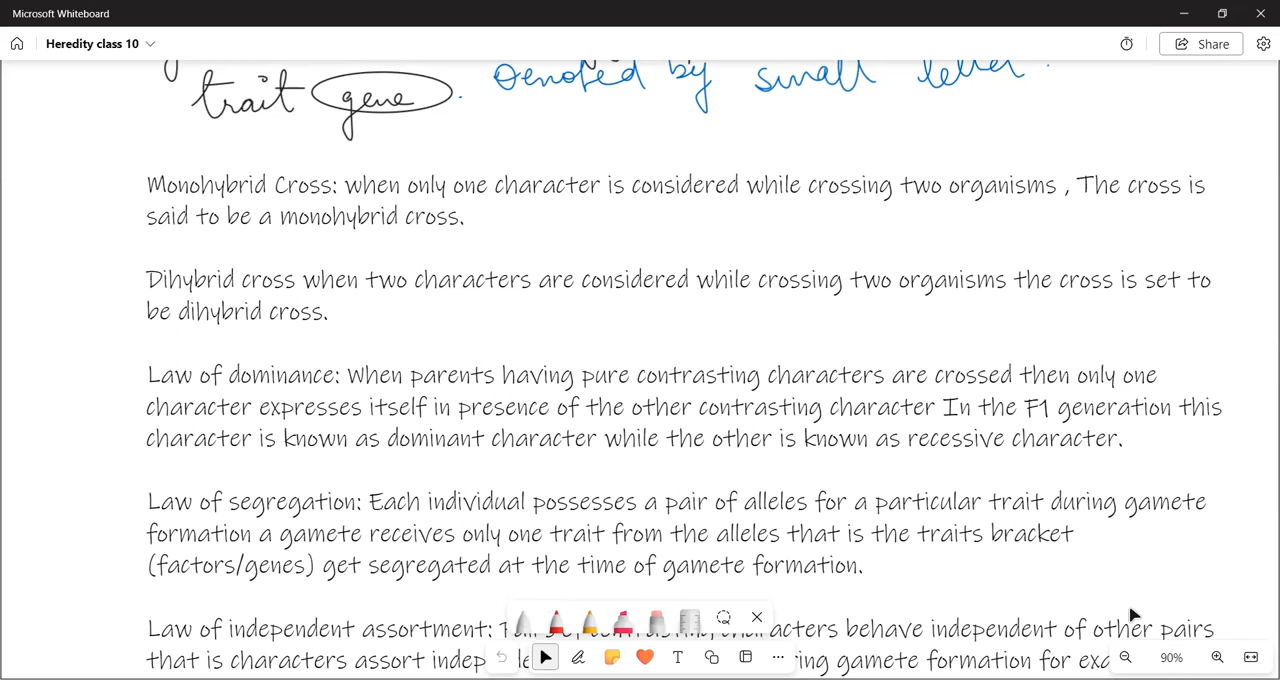 Microsoft Whiteboard
Heredity class 10
Share
trait gene. Denoted by small letter.
Monohybrid Cross: when only one character is considered while crossing two organisms , The cross is
said to be a monohybrid cross.
Dihybrid cross when two characters are considered while crossing two organisms the cross is set to
be dihybrid cross.
Law of dominance: When parents having pure contrasting characters are crossed then only one
character expresses itself in presence of the other contrasting character In the F1 generation this
character is known as dominant character while the other is known as recessive character.
Law of segregation: Each individual possesses a pair of alleles for a particular trait during gamete
formation a gamete receives only one trait from the alleles that is the traits bracket
(factors/genes) get segregated at the time of gamete formation.
Law of independent assortment: characters behave independent of other pairs
that is characters assort gamete formation for
90%